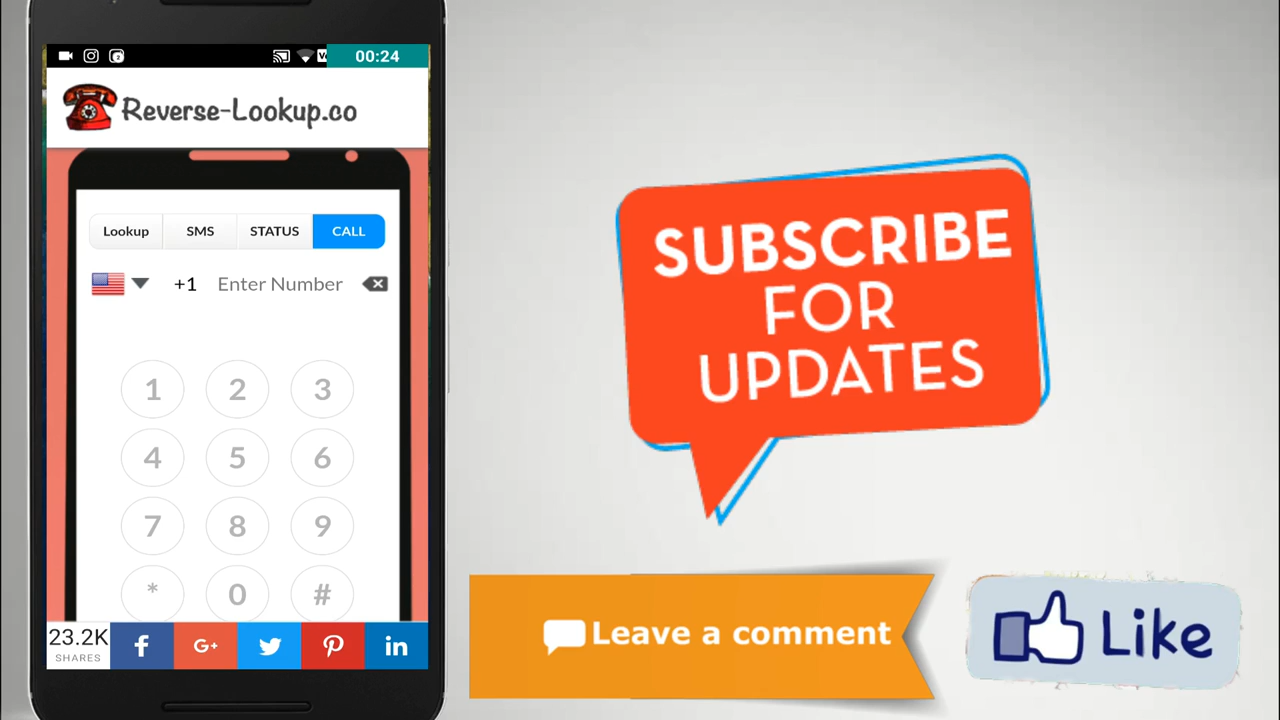 00:24
Reverse-Lookup.co
Lookup SMS STATUS CALL
+1 Enter Number
1 2 3
4 5 6
7 8 9
* 0 #
23.2K
SHARES
f G+ in
SUBSCRIBE
FOR
UPDATES
Leave a comment
Like